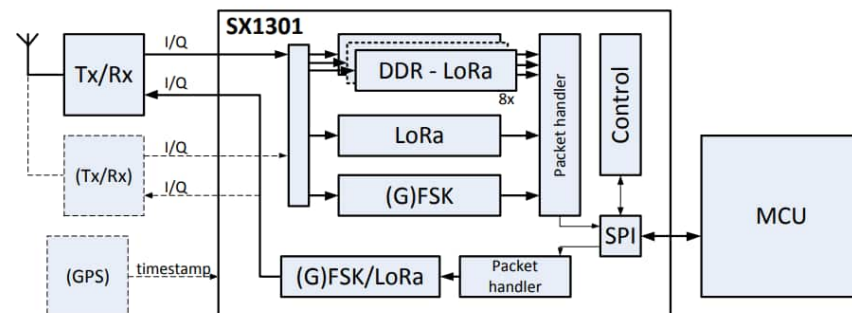 SX1301
I/Q
Tx/Rx
I/Q
DDR - LoRa
8x
Packet handler
Control
LoRa
I/Q
(Tx/Rx)
I/Q
(G)FSK
MCU
SPI
(GPS)
timestamp
(G)FSK/LoRa
Packet
handler